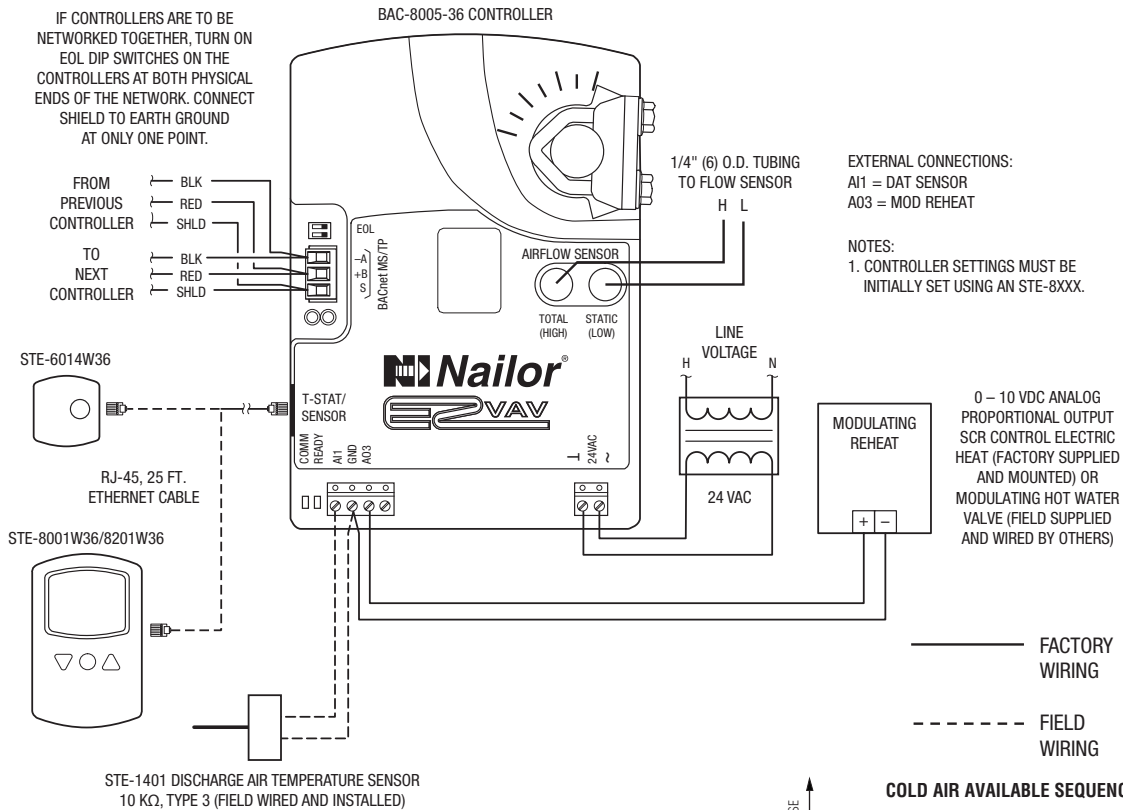 BAC-8005-36 CONTROLLER
IF CONTROLLERS ARE TO BE
NETWORKED TOGETHER, TURN ON
EOL DIP SWITCHES ON THE
CONTROLLERS AT BOTH PHYSICAL
ENDS OF THE NETWORK. CONNECT
SHIELD TO EARTH GROUND
AT ONLY ONE POINT.
FROM
PREVIOUS
CONTROLLER
BLK
RED
SHLD
TO
NEXT
CONTROLLER
BLK
RED
SHLD
EOL
–A
+B
S
BACnet MS/TP
1/4" (6) O.D. TUBING
TO FLOW SENSOR
H L
AIRFLOW SENSOR
TOTAL
(HIGH)
STATIC
(LOW)
EXTERNAL CONNECTIONS:
AI1 = DAT SENSOR
A03 = MOD REHEAT
NOTES:
1. CONTROLLER SETTINGS MUST BE
INITIALLY SET USING AN STE-8XXX.
Nailor®
EZ VAV
STE-6014W36
T-STAT/
SENSOR
COMM
READY
AI1
GND
A03
⊥
24VAC
~
RJ-45, 25 FT.
ETHERNET CABLE
LINE
VOLTAGE
H N
24 VAC
MODULATING
REHEAT
+ –
0 – 10 VDC ANALOG
PROPORTIONAL OUTPUT
SCR CONTROL ELECTRIC
HEAT (FACTORY SUPPLIED
AND MOUNTED) OR
MODULATING HOT WATER
VALVE (FIELD SUPPLIED
AND WIRED BY OTHERS)
STE-8001W36/8201W36
STE-1401 DISCHARGE AIR TEMPERATURE SENSOR
10 KΩ, TYPE 3 (FIELD WIRED AND INSTALLED)
FACTORY
WIRING
FIELD
WIRING
COLD AIR AVAILABLE